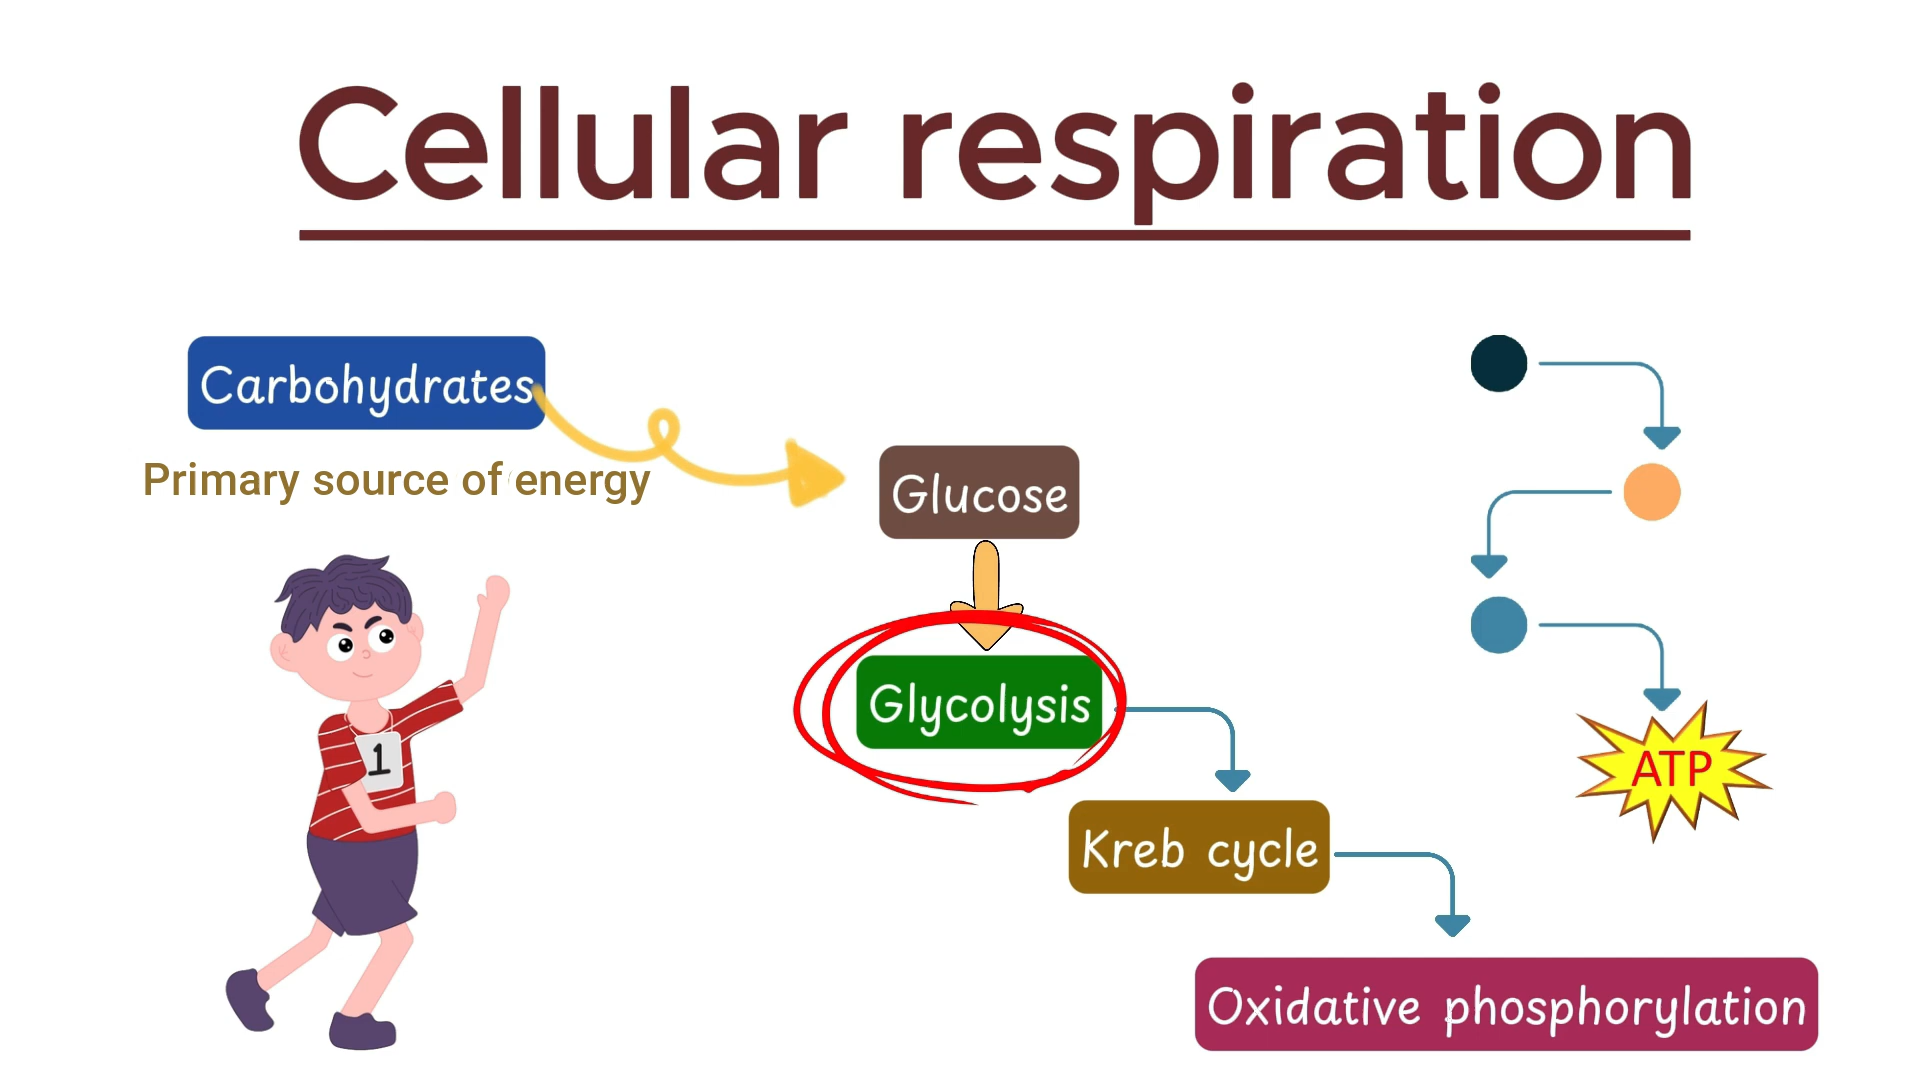 Cellular respiration
Carbohydrates
Primary source of energy
Glucose
Glycolysis
Kreb cycle
Oxidative phosphorylation
ATP
1